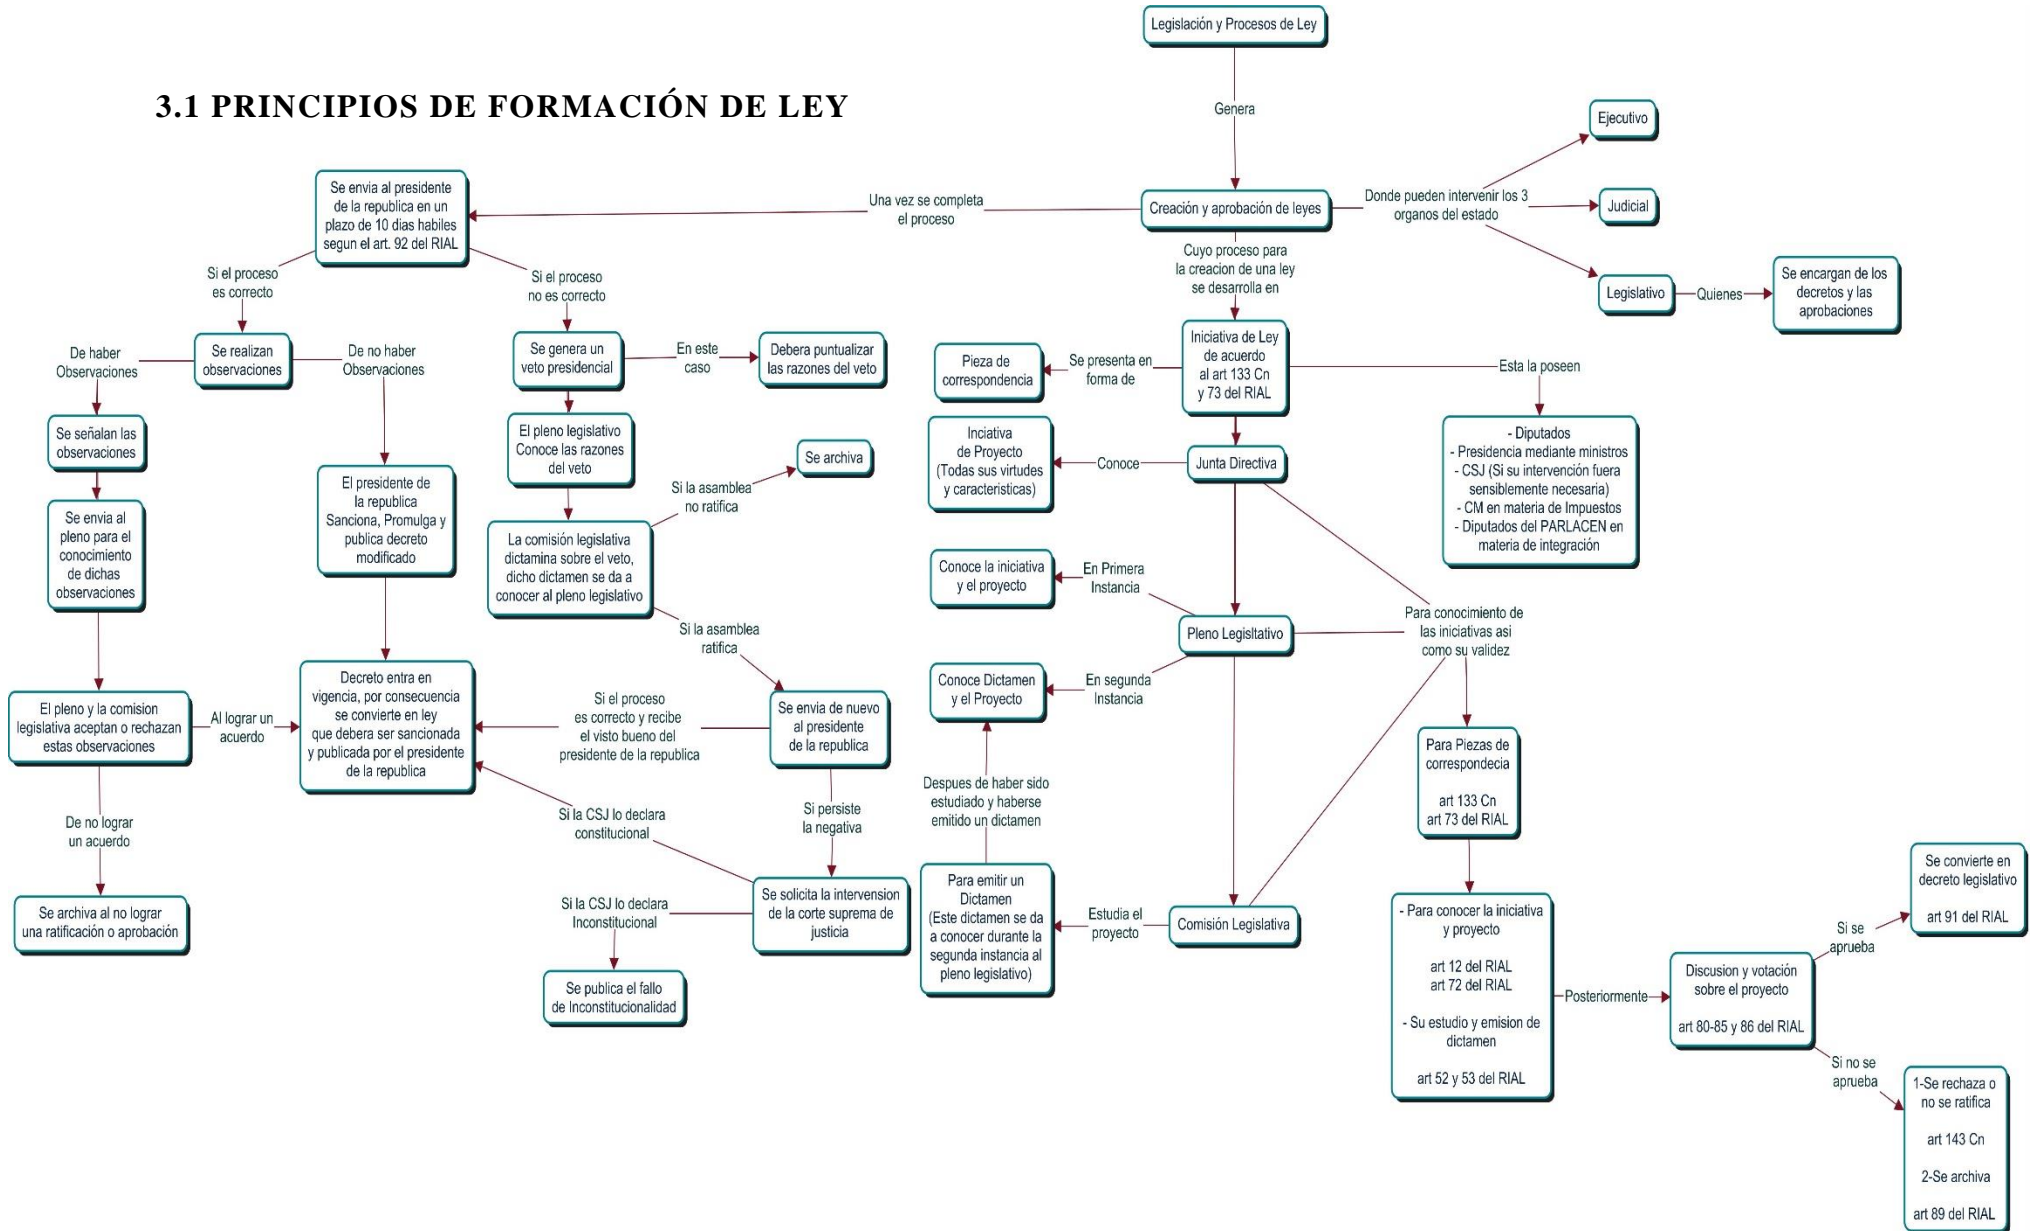 Legislación y Procesos de Ley
3.1 PRINCIPIOS DE FORMACIÓN DE LEY
Genera
Creación y aprobación de leyes
Donde pueden intervenir los 3
organos del estado
Ejecutivo
Judicial
Legislativo
Quienes
Se encargan de los
decretos y las
aprobaciones
Una vez se completa
el proceso
Se envia al presidente
de la republica en un
plazo de 10 dias habiles
segun el art. 92 del RIAL
Si el proceso
es correcto
Si el proceso
no es correcto
Se realizan
observaciones
De haber
Observaciones
De no haber
Observaciones
Se señalan las
observaciones
Se envia al
pleno para el
conocimiento
de dichas
observaciones
El pleno y la comision
legislativa aceptan o rechazan
estas observaciones
Al lograr un
acuerdo
De no lograr
un acuerdo
Se archiva al no lograr
una ratificación o aprobación
El presidente de
la republica
Sanciona, Promulga y
publica decreto
modificado
Decreto entra en
vigencia, por consecuencia
se convierte en ley
que debera ser sancionada
y publicada por el presidente
de la republica
Se genera un
veto presidencial
En este
caso
Debera puntualizar
las razones del veto
El pleno legislativo
Conoce las razones
del veto
La comisión legislativa
dictamina sobre el veto,
dicho dictamen se da a
conocer al pleno legislativo
Si la asamblea
no ratifica
Se archiva
Si la asamblea
ratifica
Se envia de nuevo
al presidente
de la republica
Si el proceso
es correcto y recibe
el visto bueno del
presidente de la republica
Si persiste
la negativa
Se solicita la intervension
de la corte suprema de
justicia
Si la CSJ lo declara
constitucional
Si la CSJ lo declara
Inconstitucional
Se publica el fallo
de Inconstitucionalidad
Cuyo proceso para
la creacion de una ley
se desarrolla en
Iniciativa de Ley
de acuerdo
al art 133 Cn
y 73 del RIAL
Se presenta en
forma de
Pieza de
correspondencia
Esta la poseen
- Diputados
- Presidencia mediante ministros
- CSJ (Si su intervención fuera
sensiblemente necesaria)
- CM en materia de Impuestos
- Diputados del PARLACEN en
materia de integración
Junta Directiva
Conoce
Inciativa
de Proyecto
(Todas sus virtudes
y caracteristicas)
Pleno Legisltativo
En Primera
Instancia
Conoce la iniciativa
y el proyecto
En segunda
Instancia
Conoce Dictamen
y el Proyecto
Despues de haber sido
estudiado y haberse
emitido un dictamen
Para emitir un
Dictamen
(Este dictamen se da
a conocer durante la
segunda instancia al
pleno legislativo)
Estudia el
proyecto
Comisión Legislativa
Para conocimiento de
las iniciativas asi
como su validez
Para Piezas de
correspondecia
art 133 Cn
art 73 del RIAL
- Para conocer la iniciativa
y proyecto
art 12 del RIAL
art 72 del RIAL
- Su estudio y emision de
dictamen
art 52 y 53 del RIAL
Posteriormente
Discusion y votación
sobre el proyecto
art 80-85 y 86 del RIAL
Si se
aprueba
Se convierte en
decreto legislativo
art 91 del RIAL
Si no se
aprueba
1-Se rechaza o
no se ratifica
art 143 Cn
2-Se archiva
art 89 del RIAL